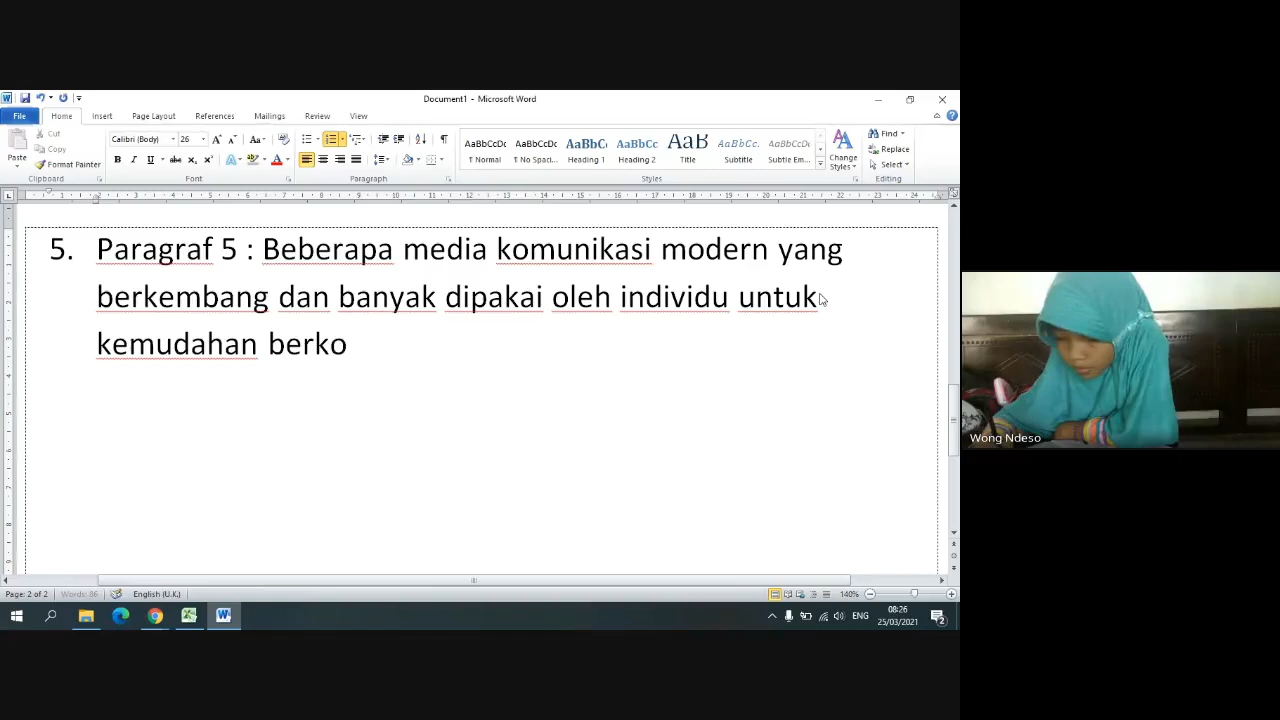 Document1 - Microsoft Word
File Home Insert Page Layout References Mailings Review View
Cut
Copy
Format Painter
Paste
Calibri (Body) 26
AaBbCcDc AaBbCcDc AaBbC AaBbCc AaB AaBbCc. AaBbCcDc
¶ Normal ¶ No Spac... Heading 1 Heading 2 Title Subtitle Subtle Em...
Change Styles
Find
Replace
Select
Clipboard Font Paragraph Styles Editing
5. Paragraf 5 : Beberapa media komunikasi modern yang
berkembang dan banyak dipakai oleh individu untuk
kemudahan berko
Wong Ndeso
Page: 2 of 2 Words: 86 English (U.K.) 140%
ENG
08:26
25/03/2021
2